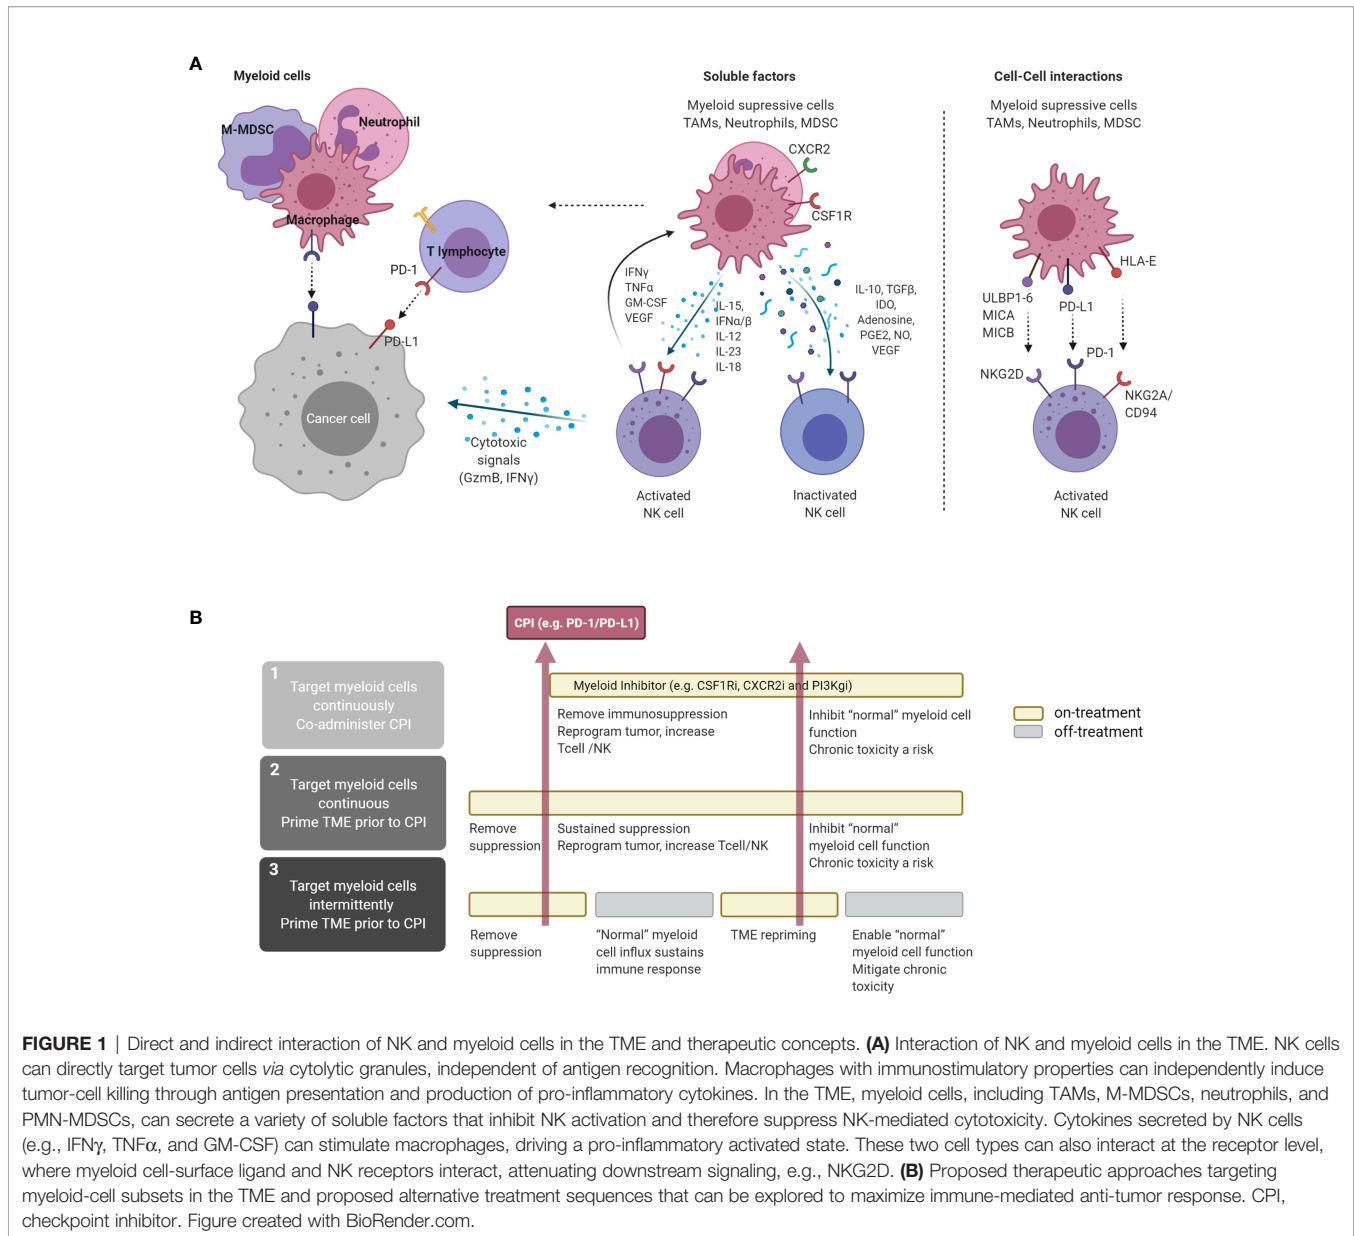 A
Myeloid cells
M-MDSC
Neutrophil
Macrophage
T lymphocyte
PD-1
PD-L1
Cancer cell
Cytotoxic
signals
(GzmB, IFNγ)
Soluble factors
Myeloid supressive cells
TAMs, Neutrophils, MDSC
CXCR2
CSF1R
IFNγ
TNFα
GM-CSF
VEGF
IL-15,
IFNα/β
IL-12
IL-23
IL-18
IL-10, TGFβ,
IDO,
Adenosine,
PGE2, NO,
VEGF
Activated
NK cell
Inactivated
NK cell
Cell-Cell interactions
Myeloid supressive cells
TAMs, Neutrophils, MDSC
HLA-E
ULBP1-6
MICA
MICB
PD-L1
PD-1
NKG2D
NKG2A/
CD94
Activated
NK cell
B
CPI (e.g. PD-1/PD-L1)
1
Target myeloid cells
continuously
Co-administer CPI
Myeloid Inhibitor (e.g. CSF1Ri, CXCR2i and PI3Kgi)
Remove immunosuppression
Reprogram tumor, increase
Tcell /NK
Inhibit “normal” myeloid cell
function
Chronic toxicity a risk
on-treatment
off-treatment
2
Target myeloid cells
continuous
Prime TME prior to CPI
Remove
suppression
Sustained suppression
Reprogram tumor, increase Tcell/NK
Inhibit “normal”
myeloid cell function
Chronic toxicity a risk
3
Target myeloid cells
intermittently
Prime TME prior to CPI
Remove
suppression
“Normal” myeloid
cell influx sustains
immune response
TME repriming
Enable “normal”
myeloid cell function
Mitigate chronic
toxicity
FIGURE 1 | Direct and indirect interaction of NK and myeloid cells in the TME and therapeutic concepts. (A) Interaction of NK and myeloid cells in the TME. NK cells
can directly target tumor cells via cytolytic granules, independent of antigen recognition. Macrophages with immunostimulatory properties can independently induce
tumor-cell killing through antigen presentation and production of pro-inflammatory cytokines. In the TME, myeloid cells, including TAMs, M-MDSCs, neutrophils, and
PMN-MDSCs, can secrete a variety of soluble factors that inhibit NK activation and therefore suppress NK-mediated cytotoxicity. Cytokines secreted by NK cells
(e.g., IFNγ, TNFα, and GM-CSF) can stimulate macrophages, driving a pro-inflammatory activated state. These two cell types can also interact at the receptor level,
where myeloid cell-surface ligand and NK receptors interact, attenuating downstream signaling, e.g., NKG2D. (B) Proposed therapeutic approaches targeting
myeloid-cell subsets in the TME and proposed alternative treatment sequences that can be explored to maximize immune-mediated anti-tumor response. CPI,
checkpoint inhibitor. Figure created with BioRender.com.